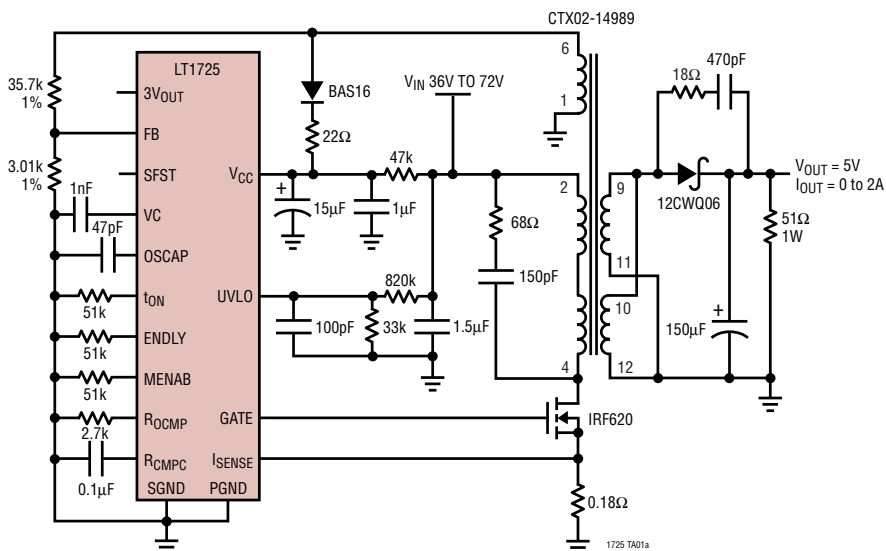 CTX02-14989
LT1725
35.7k
1%
3V_OUT
FB
3.01k
1%
SFST
1nF
VC
47pF
OSCAP
t_ON
51k
ENDLY
51k
MENAB
51k
R_OCMP
2.7k
R_CMPC
0.1µF
SGND
PGND
V_CC
UVLO
GATE
I_SENSE
BAS16
22Ω
V_IN 36V TO 72V
47k
+
15µF
1µF
820k
100pF
33k
1.5µF
68Ω
150pF
6
1
2
4
9
11
10
12
18Ω
470pF
12CWQ06
V_OUT = 5V
I_OUT = 0 to 2A
51Ω
1W
+
150µF
IRF620
0.18Ω
1725 TA01a